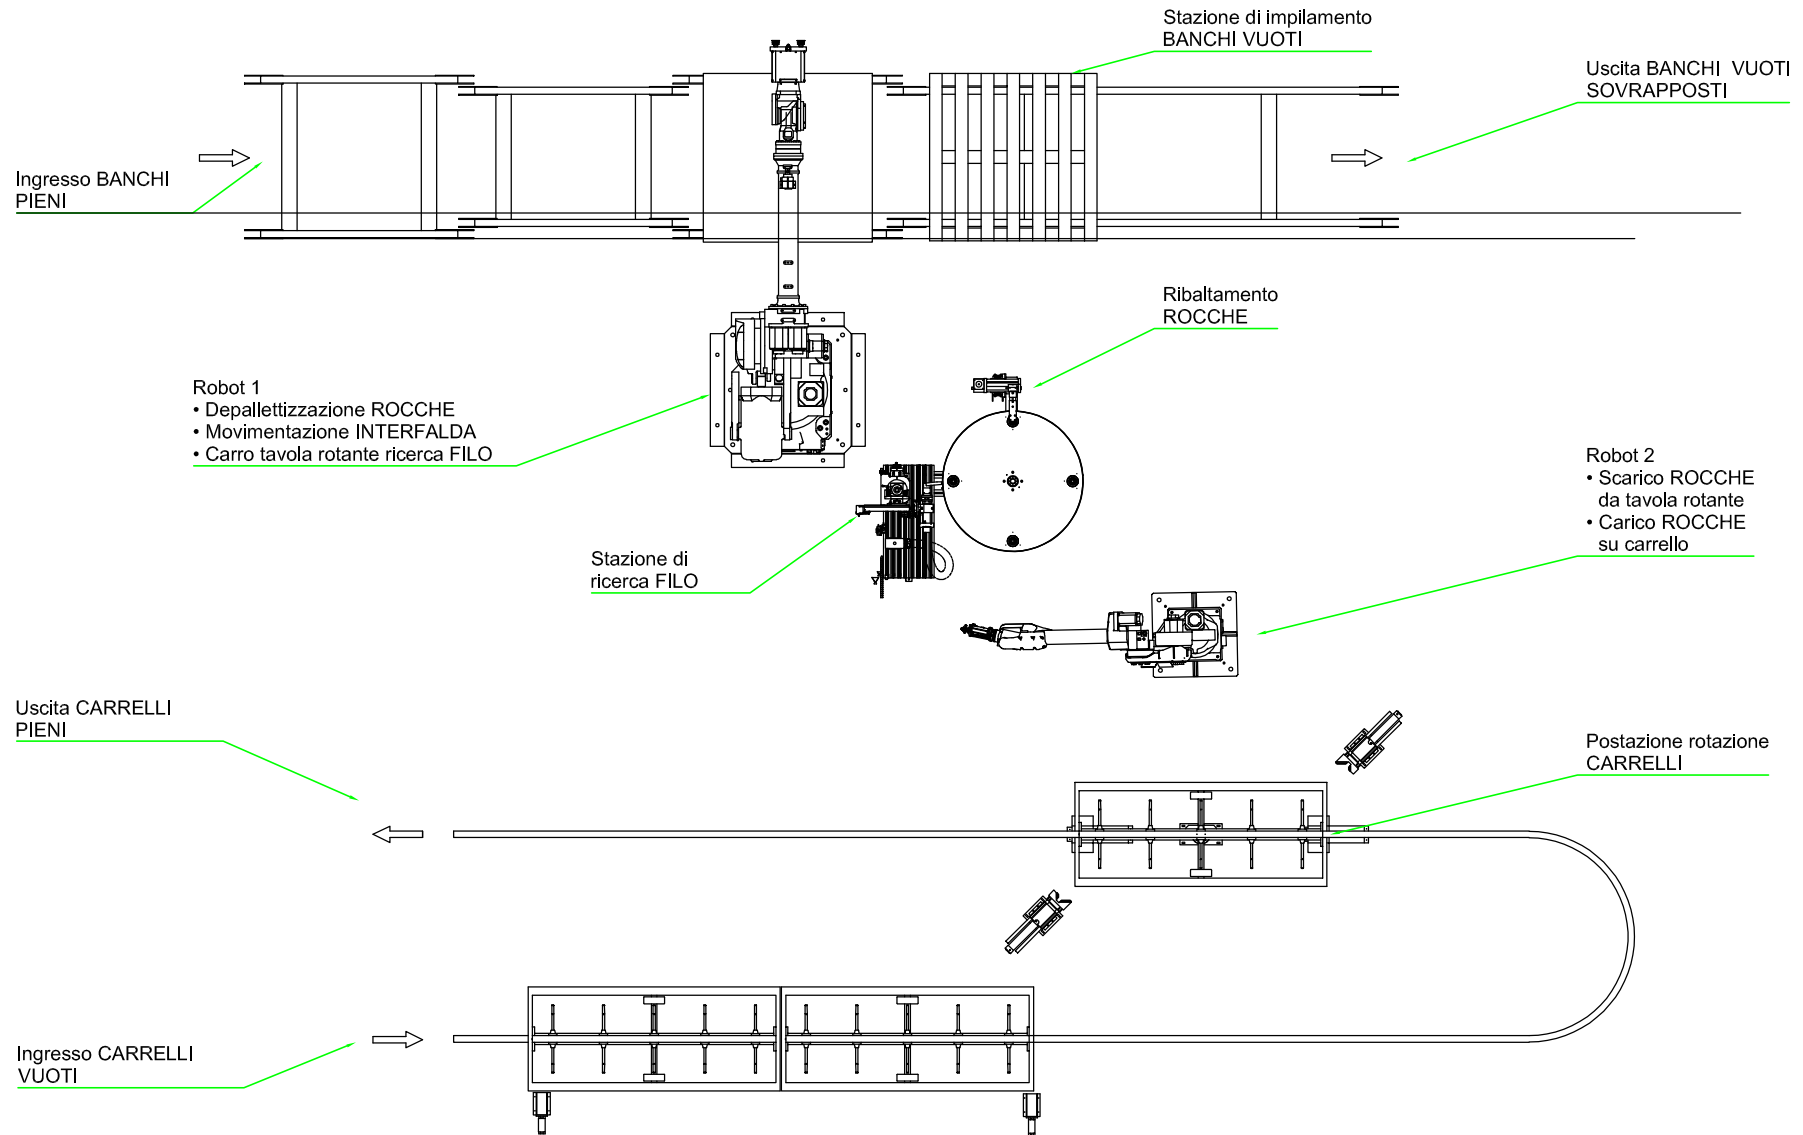 Stazione di impilamento
BANCHI VUOTI
Uscita BANCHI VUOTI
SOVRAPPOSTI
Ingresso BANCHI
PIENI
Ribaltamento
ROCCHE
Robot 1
• Depallettizzazione ROCCHE
• Movimentazione INTERFALDA
• Carro tavola rotante ricerca FILO
Robot 2
• Scarico ROCCHE
da tavola rotante
• Carico ROCCHE
su carrello
Stazione di
ricerca FILO
Uscita CARRELLI
PIENI
Postazione rotazione
CARRELLI
Ingresso CARRELLI
VUOTI